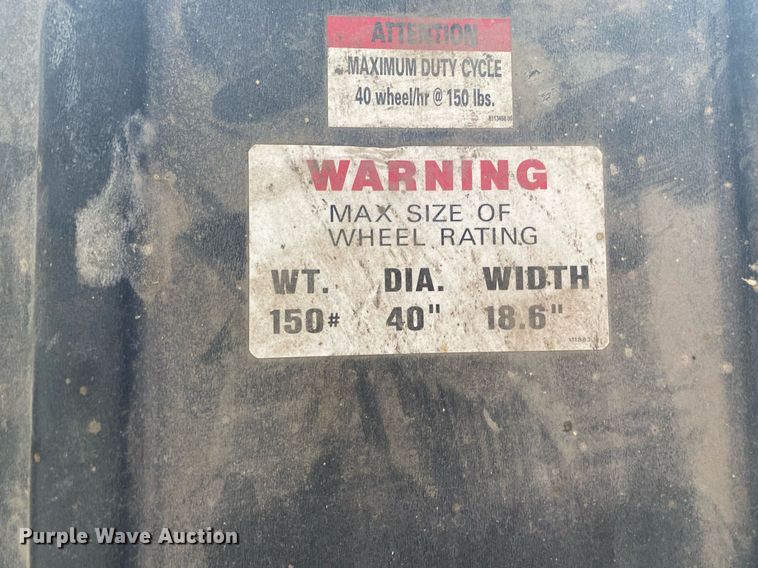 ATTENTION
MAXIMUM DUTY CYCLE
40 wheel/hr @ 150 lbs.
WARNING
MAX SIZE OF
WHEEL RATING
WT. DIA. WIDTH
150# 40" 18.6"
Purple Wave Auction